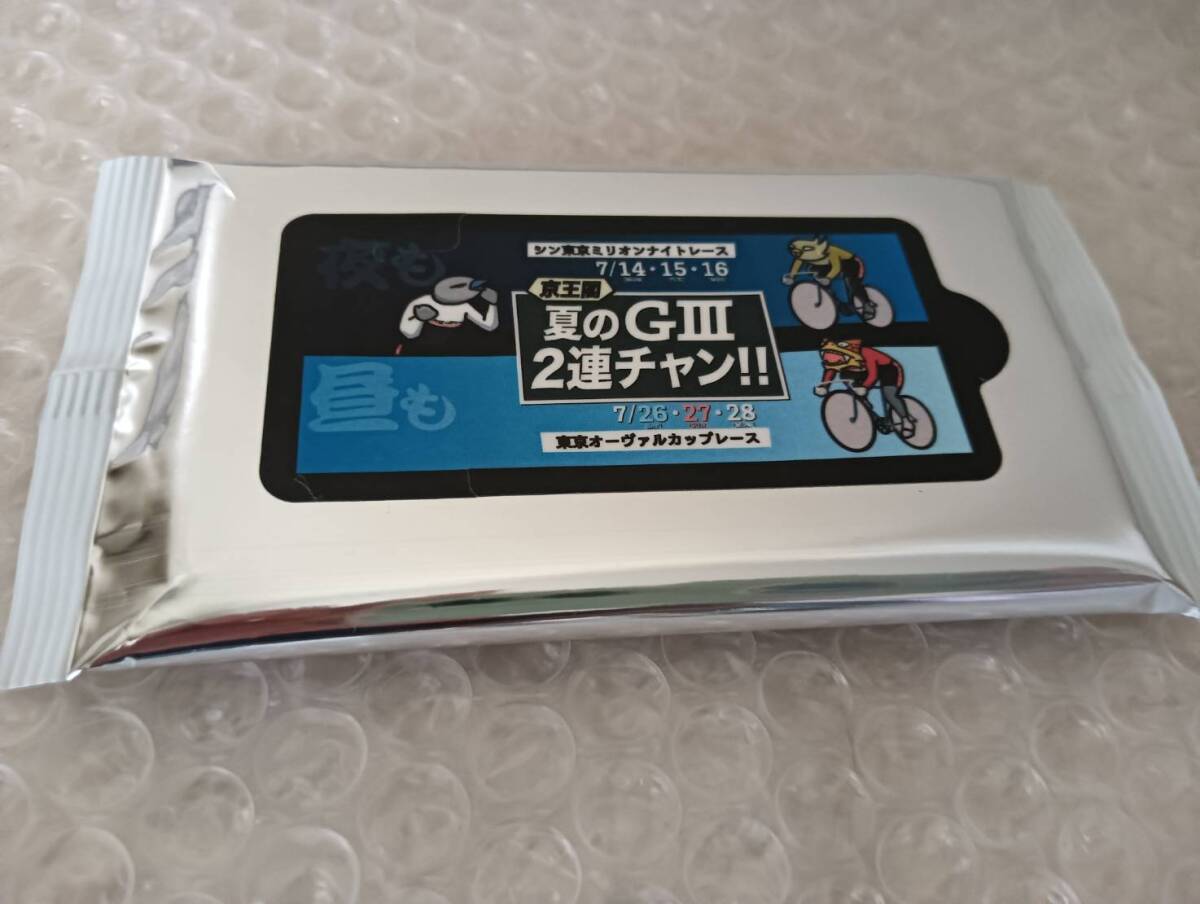 夜も
シン東京ミリオンナイトレース
7/14・15・16
京王閣
夏のGⅢ
2連チャン!!
昼も
7/26・27・28
東京オーヴァルカップレース